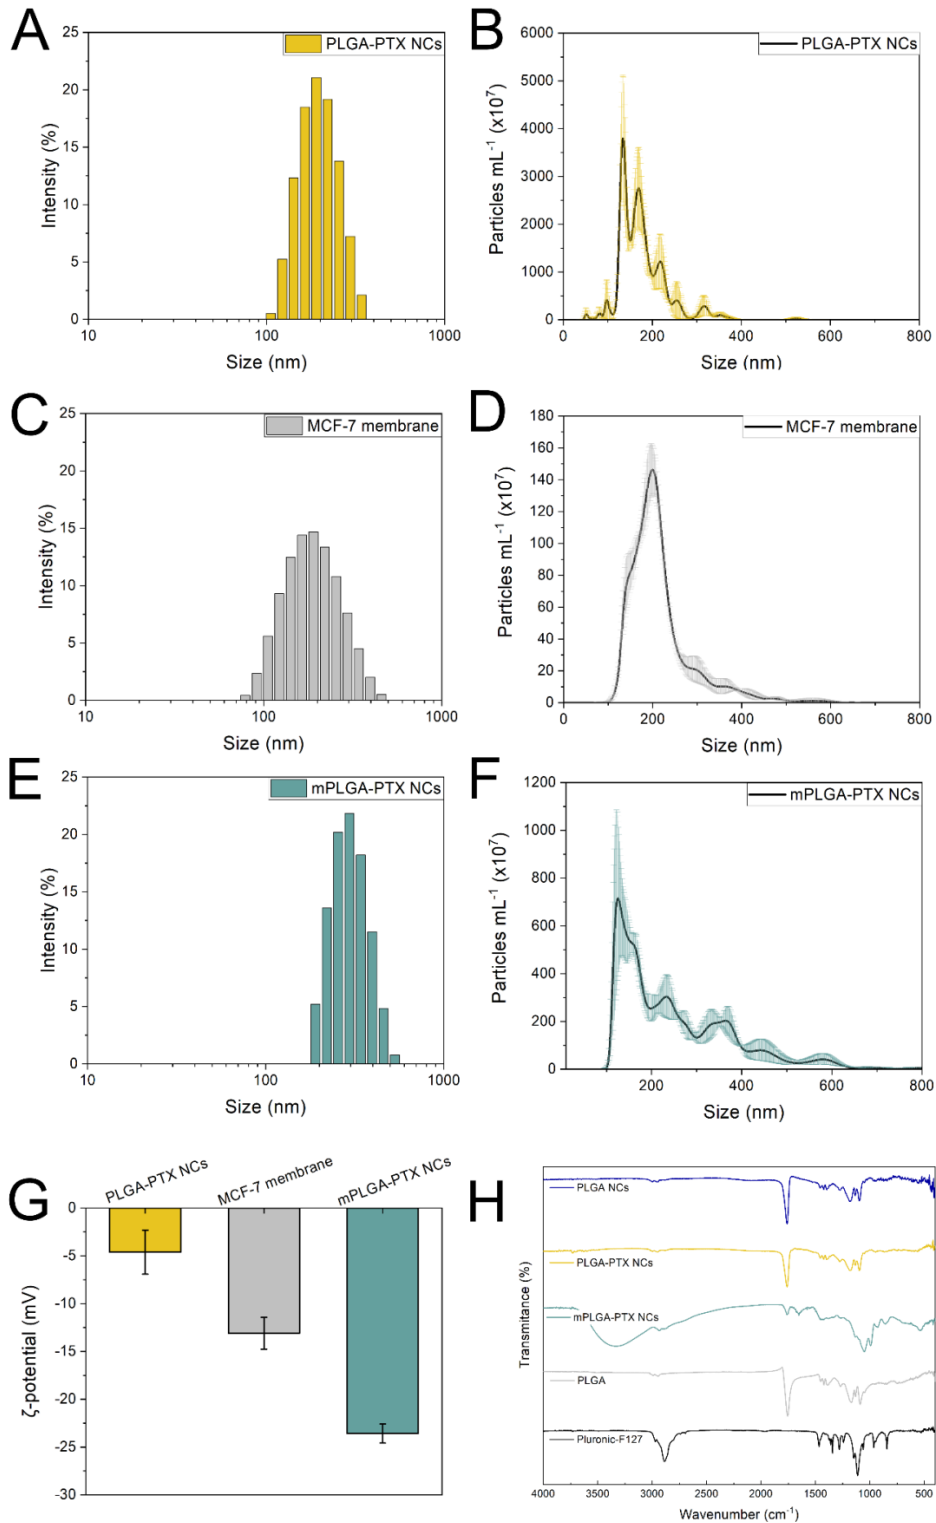 A
PLGA-PTX NCs
Intensity (%)
25
20
15
10
5
0
10
100
1000
Size (nm)
B
PLGA-PTX NCs
Particles mL⁻¹ (x10⁷)
6000
5000
4000
3000
2000
1000
0
0
200
400
600
800
Size (nm)
C
MCF-7 membrane
Intensity (%)
25
20
15
10
5
0
10
100
1000
Size (nm)
D
MCF-7 membrane
Particles mL⁻¹ (x10⁷)
180
160
140
120
100
80
60
40
20
0
0
200
400
600
800
Size (nm)
E
mPLGA-PTX NCs
Intensity (%)
25
20
15
10
5
0
10
100
1000
Size (nm)
F
mPLGA-PTX NCs
Particles mL⁻¹ (x10⁷)
1200
1000
800
600
400
200
0
200
400
600
800
Size (nm)
G
PLGA-PTX NCs
MCF-7 membrane
mPLGA-PTX NCs
ζ-potential (mV)
0
-5
-10
-15
-20
-25
-30
H
Transmitance (%)
PLGA NCs
PLGA-PTX NCs
mPLGA-PTX NCs
PLGA
Pluronic-F127
4000
3500
3000
2500
2000
1500
1000
500
Wavenumber (cm⁻¹)